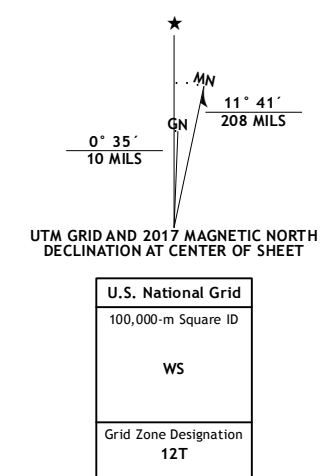 ★
MN
11° 41´
208 MILS
GN
0° 35´
10 MILS
UTM GRID AND 2017 MAGNETIC NORTH
DECLINATION AT CENTER OF SHEET
U.S. National Grid
100,000-m Square ID
WS
Grid Zone Designation
12T